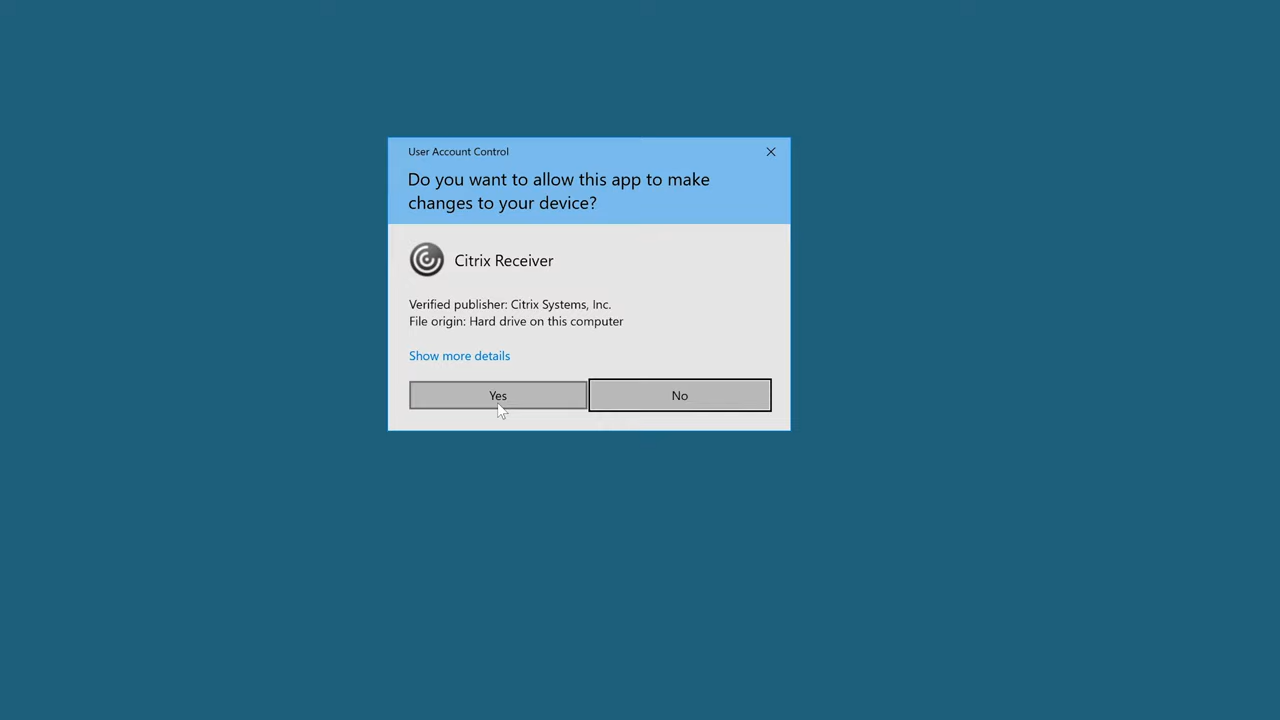 User Account Control
Do you want to allow this app to make
changes to your device?
Citrix Receiver
Verified publisher: Citrix Systems, Inc.
File origin: Hard drive on this computer
Show more details
Yes
No